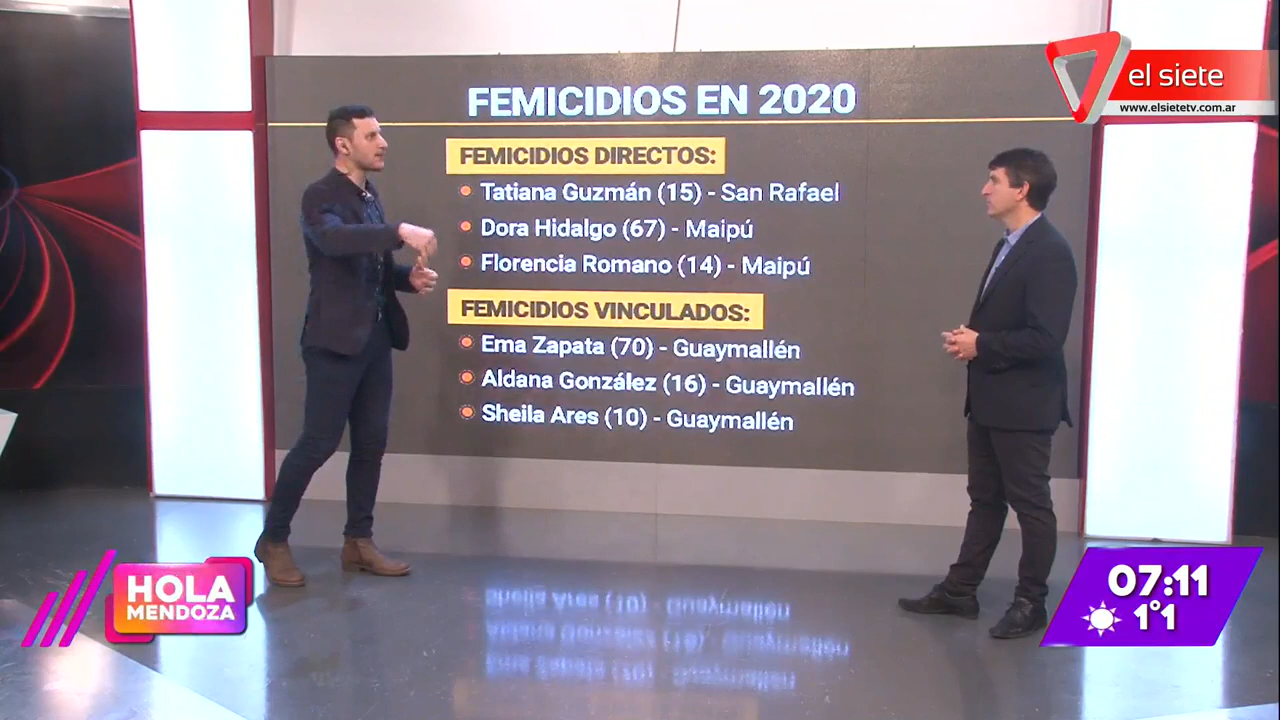 el siete
www.elsietetv.com.ar
FEMICIDIOS EN 2020
FEMICIDIOS DIRECTOS:
Tatiana Guzmán (15) - San Rafael
Dora Hidalgo (67) - Maipú
Florencia Romano (14) - Maipú
FEMICIDIOS VINCULADOS:
Ema Zapata (70) - Guaymallén
Aldana González (16) - Guaymallén
Sheila Ares (10) - Guaymallén
HOLA
MENDOZA
07:11
1°1